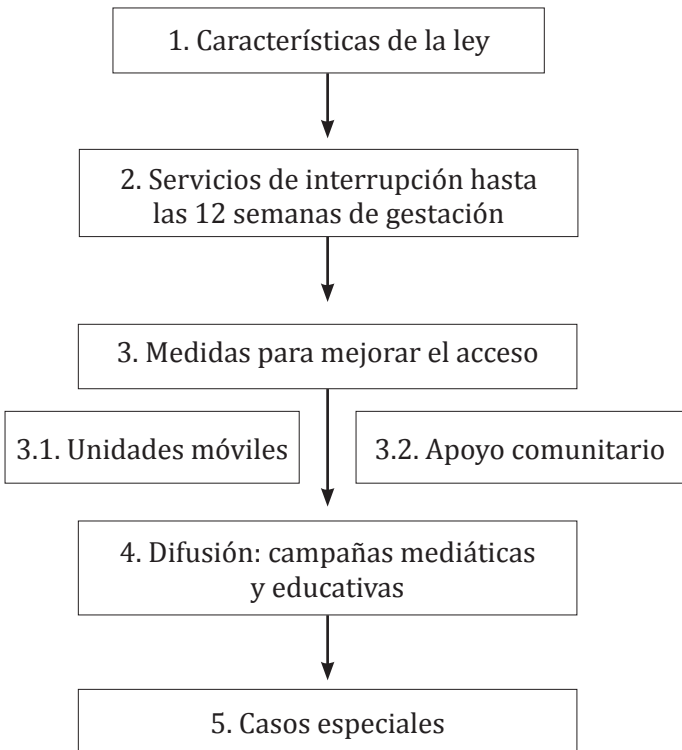 1. Características de la ley
2. Servicios de interrupción hasta
las 12 semanas de gestación
3. Medidas para mejorar el acceso
3.1. Unidades móviles
3.2. Apoyo comunitario
4. Difusión: campañas mediáticas
y educativas
5. Casos especiales